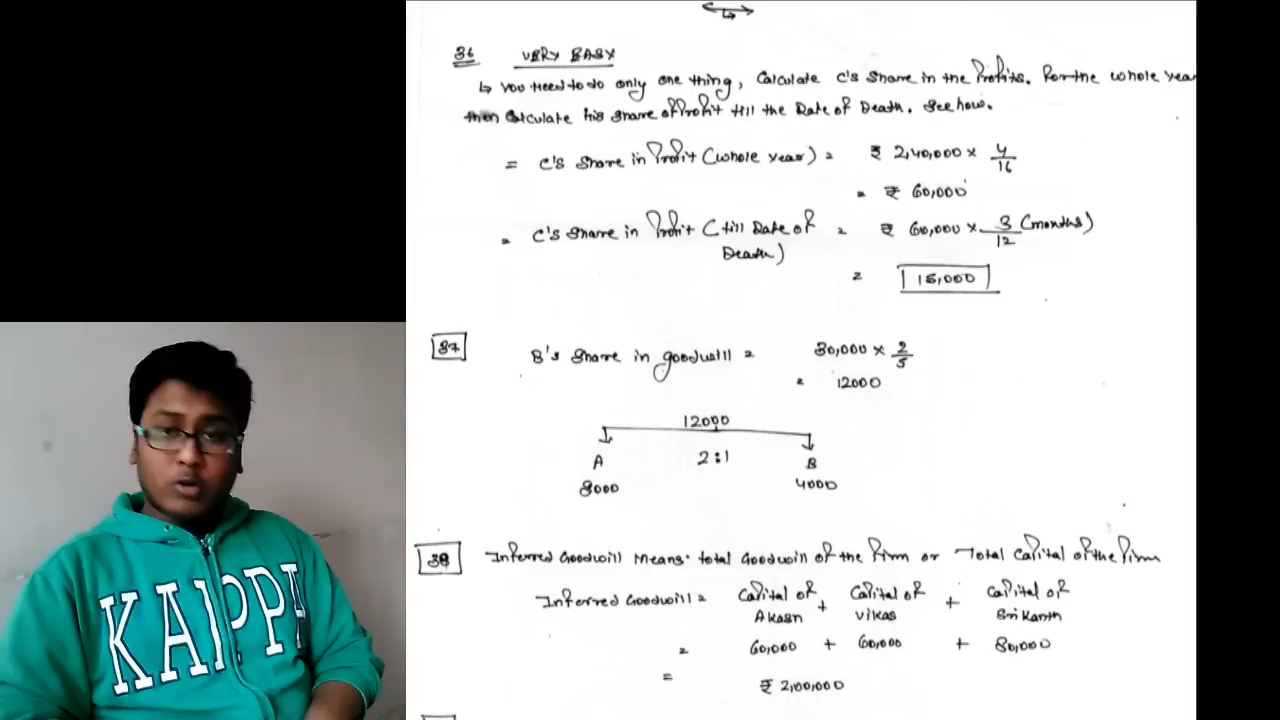 36 VERY EASY
↳ You need to do only one thing, Calculate C's Share in the Profits. For the whole year
then Calculate his share of Profit till the Date of Death. See how.
= C's Share in Profit (whole year) = ₹ 2,40,000 × 4/16
= ₹ 60,000
= C's Share in Profit (till Date of Death) = ₹ 60,000 × 3/12 (months)
= 15,000
37 B's Share in goodwill = 30,000 × 2/5
= 12000
12000
A 2:1 B
8000 4000
38 Inferred Goodwill Means: total Goodwill of the firm or Total Capital of the firm
Inferred Goodwill = Capital of Akash + Capital of Vikas + Capital of Srikanth
= 60,000 + 60,000 + 80,000
= ₹ 2,00,000
KAPPA